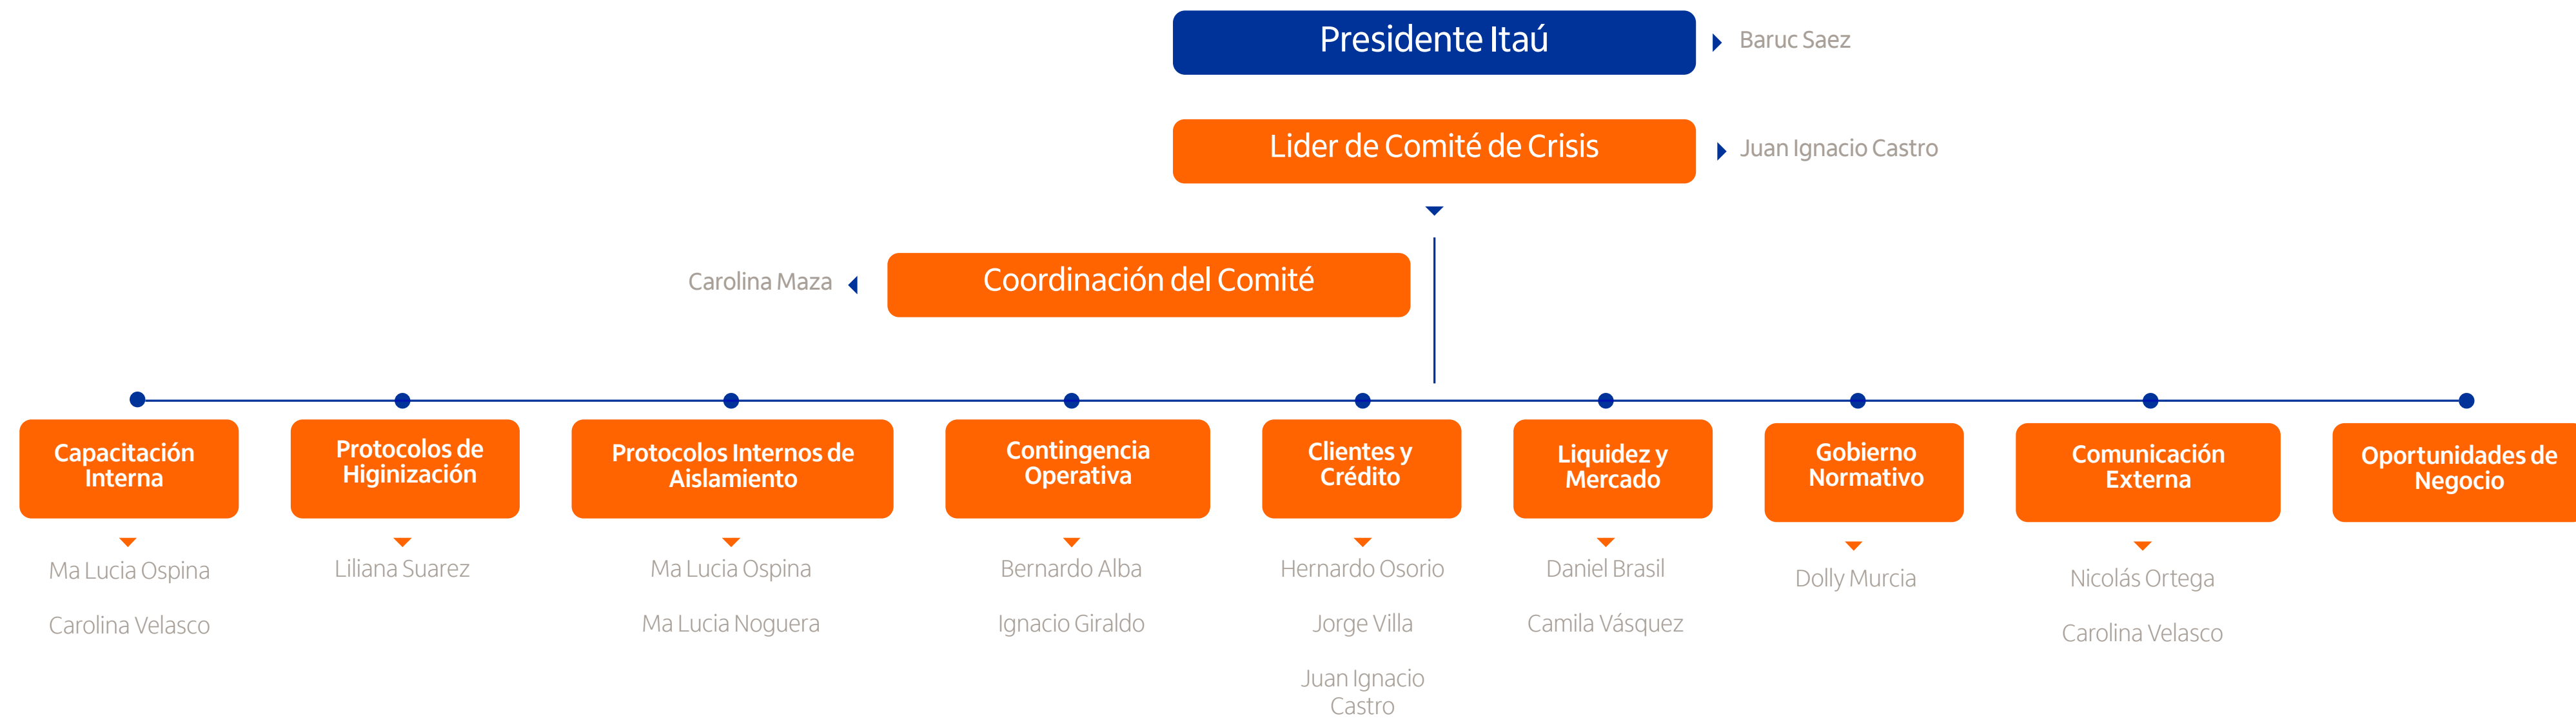 Presidente Itaú
Baruc Saez
Lider de Comité de Crisis
Juan Ignacio Castro
Carolina Maza
Coordinación del Comité
Capacitación
Interna
Ma Lucia Ospina
Carolina Velasco
Protocolos de
Higinización
Liliana Suarez
Protocolos Internos de
Aislamiento
Ma Lucia Ospina
Ma Lucia Noguera
Contingencia
Operativa
Bernardo Alba
Ignacio Giraldo
Clientes y
Crédito
Hernardo Osorio
Jorge Villa
Juan Ignacio
Castro
Liquidez y
Mercado
Daniel Brasil
Camila Vásquez
Gobierno
Normativo
Dolly Murcia
Comunicación
Externa
Nicolás Ortega
Carolina Velasco
Oportunidades de
Negocio